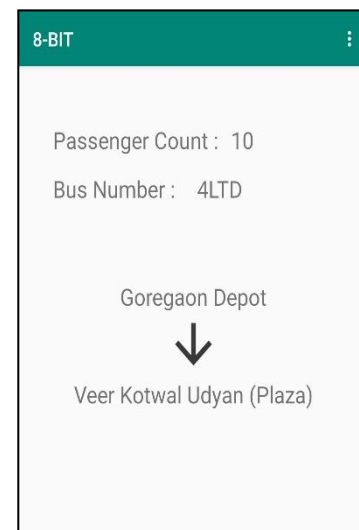 8-BIT
Passenger Count : 10
Bus Number : 4LTD
Goregaon Depot
Veer Kotwal Udyan (Plaza)